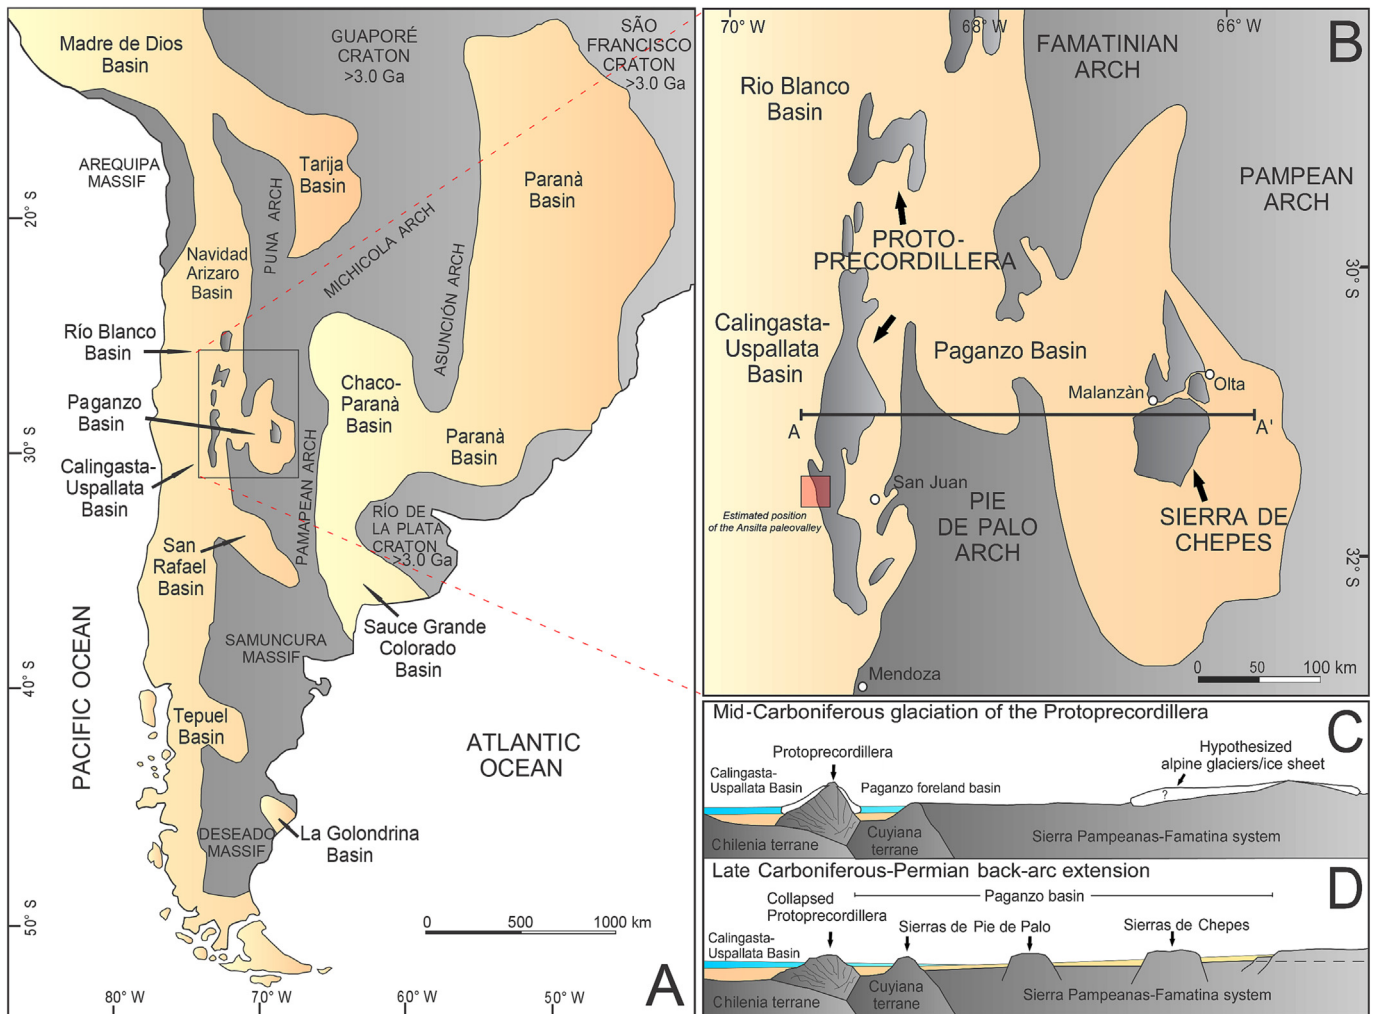 Madre de Dios
Basin
GUAPORÉ
CRATON
>3.0 Ga
SÃO
FRANCISCO
CRATON
>3.0 Ga
AREQUIPA
MASSIF
Tarija
Basin
Paranà
Basin
PUNA ARCH
MICHICOLA ARCH
ASUNCIÓN ARCH
Navidad
Arizaro
Basin
Río Blanco
Basin
Paganzo
Basin
Calingasta-
Uspallata
Basin
Chaco-
Paranà
Basin
Paranà
Basin
PAMAPEAN ARCH
RÍO DE
LA PLATA
CRATON
>3.0 Ga
San
Rafael
Basin
Sauce Grande
Colorado
Basin
SAMUNCURA
MASSIF
PACIFIC OCEAN
Tepuel
Basin
ATLANTIC
OCEAN
DESEADO
MASSIF
La Golondrina
Basin
0 500 1000 km
20° S
30° S
40° S
50° S
80° W 70° W 60° W 50° W
A
70° W 68° W 66° W
B
FAMATINIAN
ARCH
Rio Blanco
Basin
PAMPEAN
ARCH
PROTO-
PRECORDILLERA
30° S
Calingasta-
Uspallata
Basin
Paganzo Basin
Malanzàn
Olta
A
A'
San Juan
Estimated position
of the Ansilta paleovalley
PIE
DE PALO
ARCH
SIERRA DE
CHEPES
32° S
Mendoza
0 50 100 km
Mid-Carboniferous glaciation of the Protoprecordillera
C
Protoprecordillera
Hypothesized
alpine glaciers/ice sheet
Calingasta-
Uspallata Basin
Paganzo foreland basin
?
Chilenia terrane
Cuyiana
terrane
Sierra Pampeanas-Famatina system
Late Carboniferous-Permian back-arc extension
D
Paganzo basin
Collapsed
Protoprecordillera
Sierras de Pie de Palo
Sierras de Chepes
Calingasta-
Uspallata Basin
Chilenia terrane
Cuyiana
terrane
Sierra Pampeanas-Famatina system